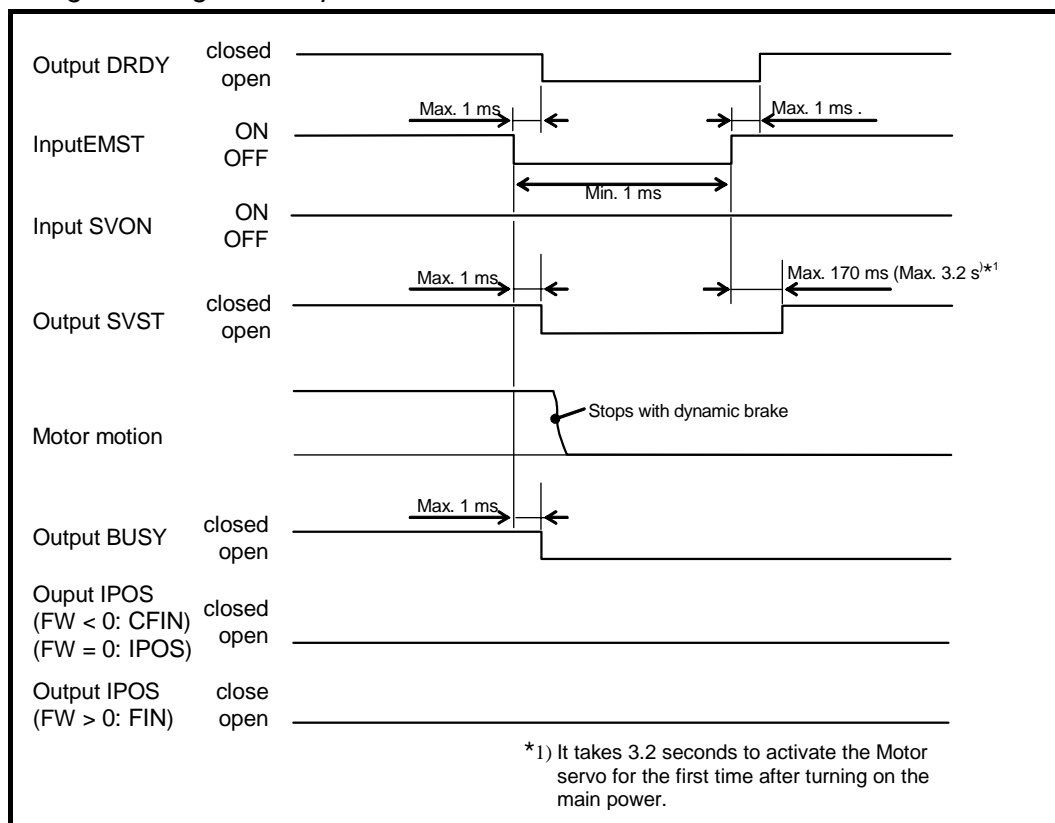 Output DRDY
closed
open
Max. 1 ms
Max. 1 ms .
InputEMST
ON
OFF
Min. 1 ms
Input SVON
ON
OFF
Max. 1 ms
Max. 170 ms (Max. 3.2 s)*1
Output SVST
closed
open
Stops with dynamic brake
Motor motion
Max. 1 ms
Output BUSY
closed
open
Ouput IPOS
(FW < 0: CFIN)
(FW = 0: IPOS)
closed
open
Output IPOS
(FW > 0: FIN)
close
open
*1) It takes 3.2 seconds to activate the Motor
servo for the first time after turning on the
main power.